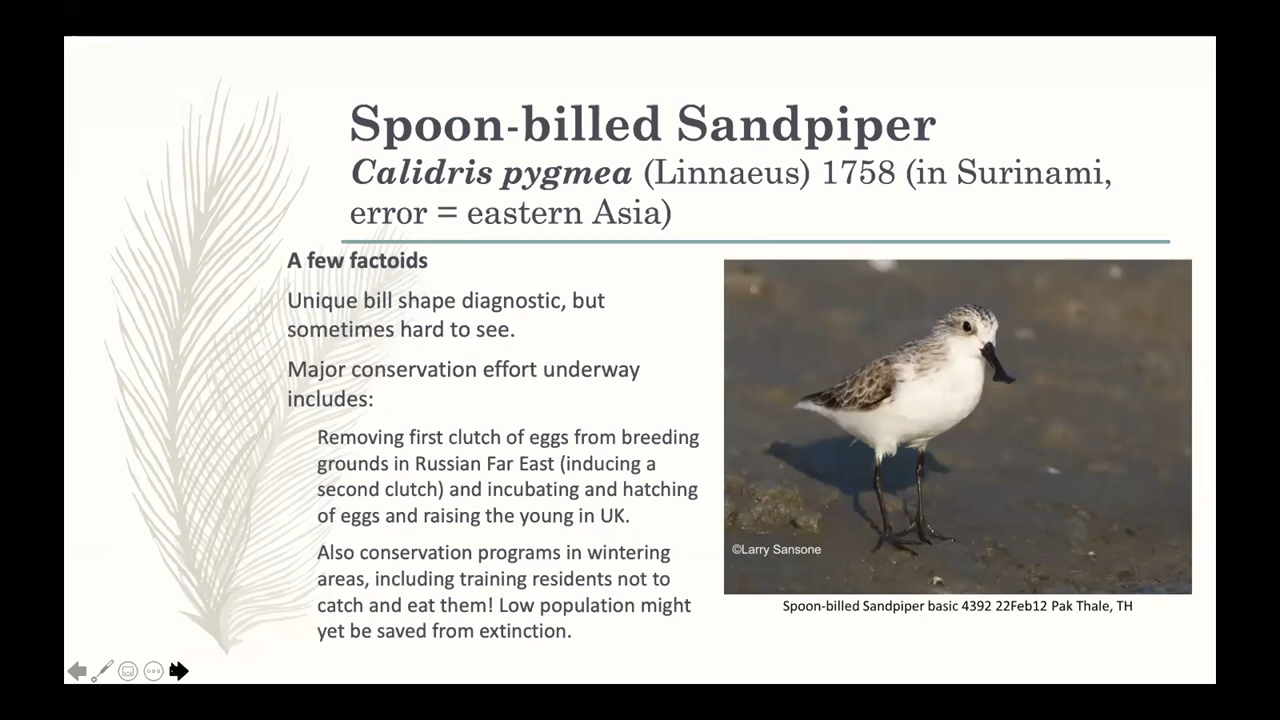 Spoon-billed Sandpiper
Calidris pygmea (Linnaeus) 1758 (in Surinami,
error = eastern Asia)
A few factoids
Unique bill shape diagnostic, but
sometimes hard to see.
Major conservation effort underway
includes:
Removing first clutch of eggs from breeding
grounds in Russian Far East (inducing a
second clutch) and incubating and hatching
of eggs and raising the young in UK.
Also conservation programs in wintering
areas, including training residents not to
catch and eat them! Low population might
yet be saved from extinction.
©Larry Sansone
Spoon-billed Sandpiper basic 4392 22Feb12 Pak Thale, TH